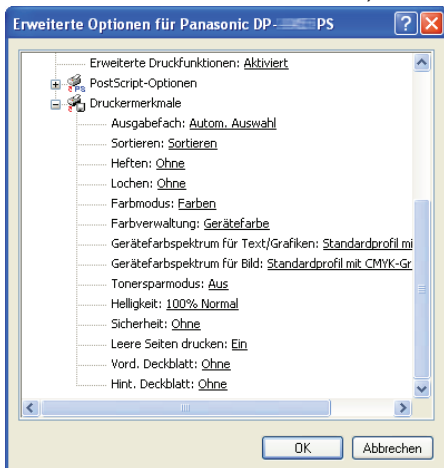 Erweiterte Optionen für Panasonic DP- PS
Erweiterte Druckfunktionen: Aktiviert
PostScript-Optionen
Druckermerkmale
Ausgabefach: Autom. Auswahl
Sortieren: Sortieren
Heften: Ohne
Lochen: Ohne
Farbmodus: Farben
Farbverwaltung: Gerätefarbe
Gerätefarbspektrum für Text/Grafiken: Standardprofil mi
Gerätefarbspektrum für Bild: Standardprofil mit CMYK-Gr
Tonersparmodus: Aus
Helligkeit: 100% Normal
Sicherheit: Ohne
Leere Seiten drucken: Ein
Vord. Deckblatt: Ohne
Hint. Deckblatt: Ohne
OK Abbrechen